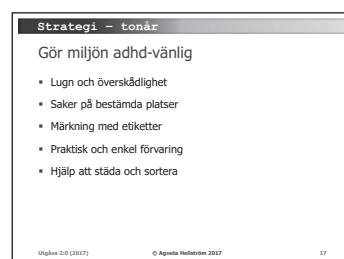 Strategi – tonår
Gör miljön adhd-vänlig
▪ Lugn och överskådlighet
▪ Saker på bestämda platser
▪ Märkning med etiketter
▪ Praktisk och enkel förvaring
▪ Hjälp att städa och sortera
Utgåva 2:0 (2017) © Agneta Hellström 2017 17